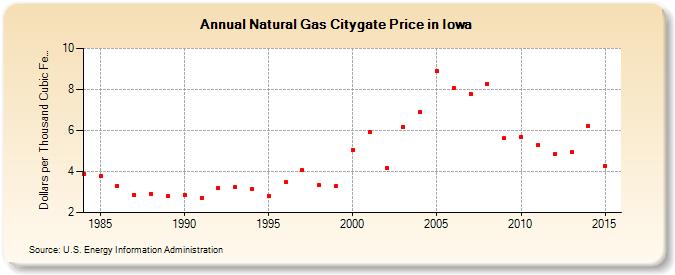 Annual Natural Gas Citygate Price in Iowa
Dollars per Thousand Cubic Fe...
10
8
6
4
2
1985 1990 1995 2000 2005 2010 2015
Source: U.S. Energy Information Administration